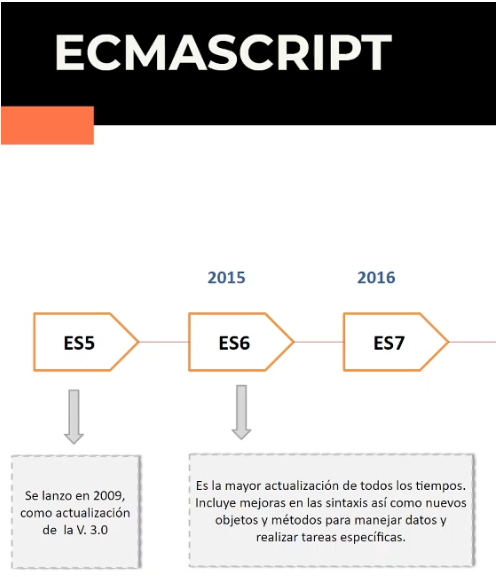 ECMASCRIPT
2015
2016
ES5
ES6
ES7
Se lanzo en 2009,
como actualización
de la V. 3.0
Es la mayor actualización de todos los tiempos.
Incluye mejoras en las sintaxis así como nuevos
objetos y métodos para manejar datos y
realizar tareas específicas.